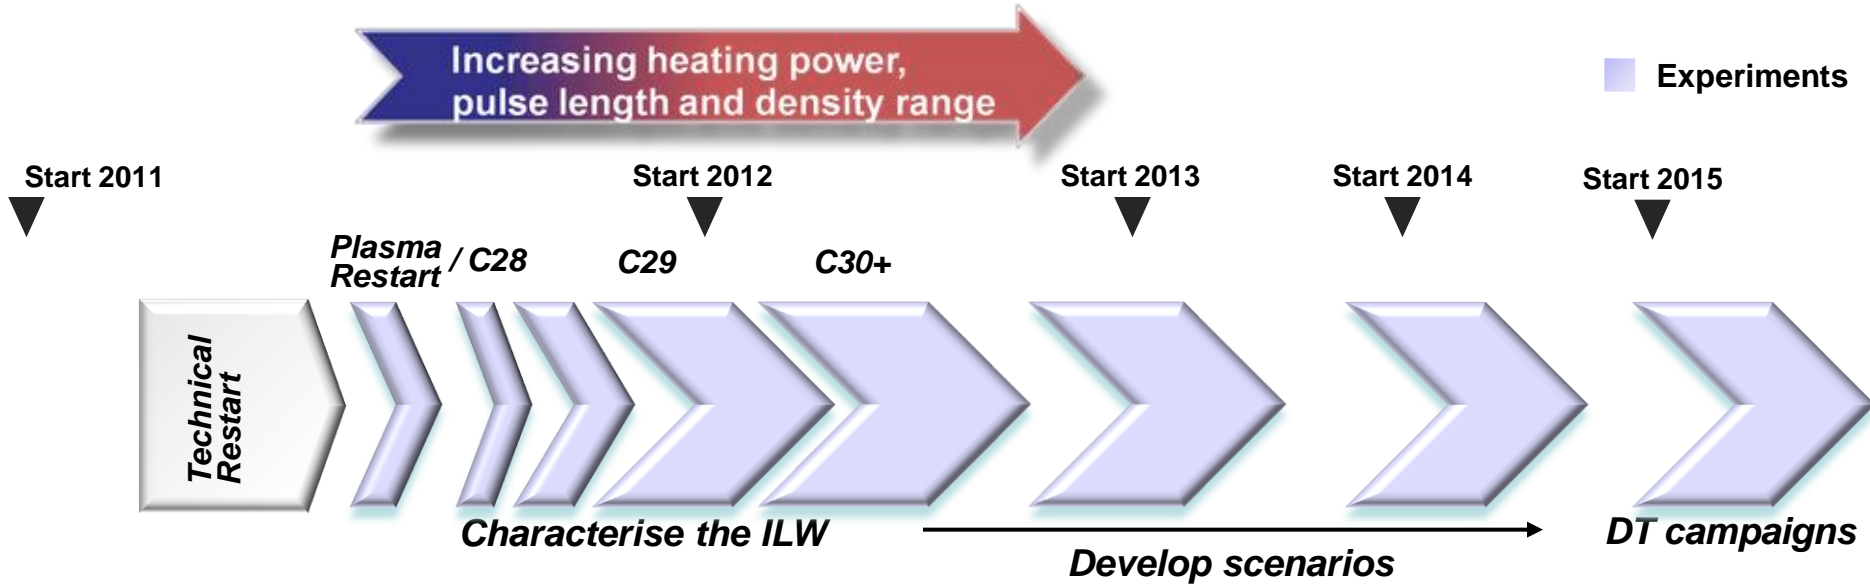 Increasing heating power,
pulse length and density range
Experiments
Start 2011
Start 2012
Start 2013
Start 2014
Start 2015
Plasma
Restart
/ C28
C29
C30+
Technical
Restart
Characterise the ILW
Develop scenarios
DT campaigns